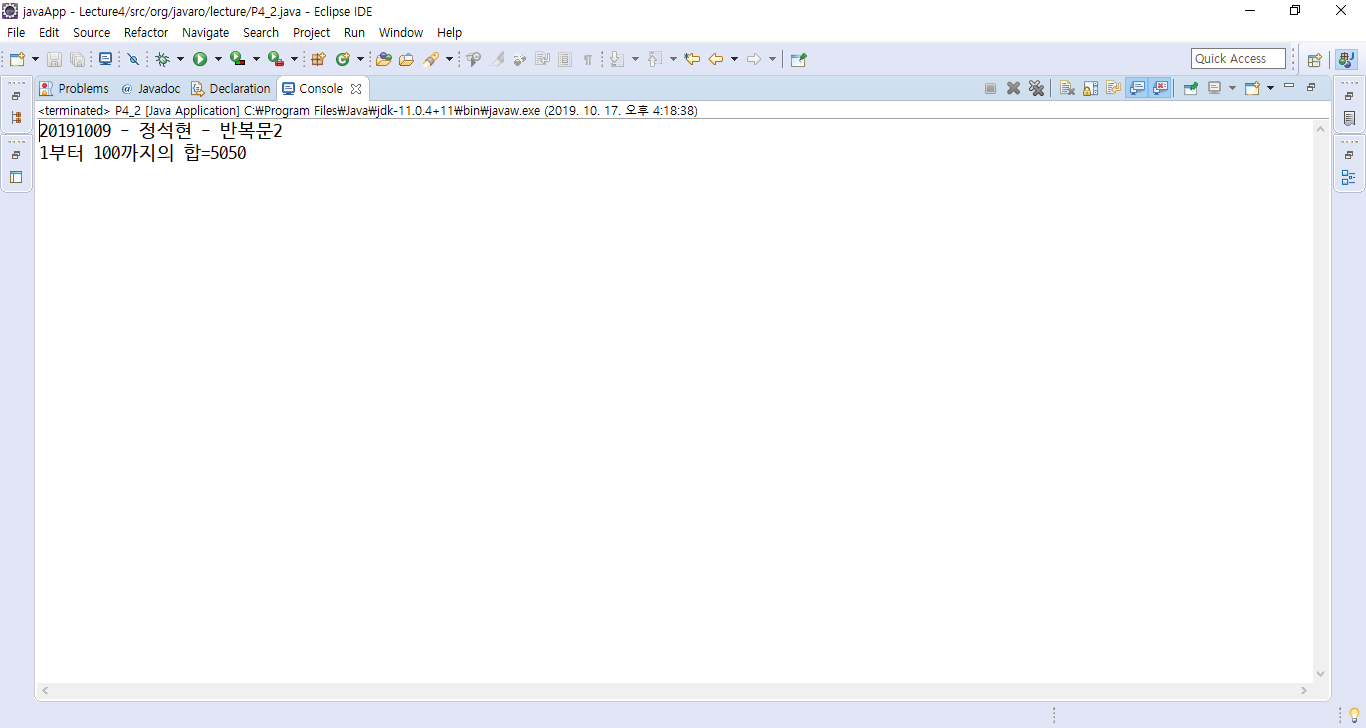 javaApp - Lecture4/src/org/javaro/lecture/P4_2.java - Eclipse IDE
File Edit Source Refactor Navigate Search Project Run Window Help
Quick Access
Problems @ Javadoc Declaration Console
<terminated> P4_2 [Java Application] C:₩Program Files₩Java₩jdk-11.0.4+11₩bin₩javaw.exe (2019. 10. 17. 오후 4:18:38)
20191009 - 정석현 - 반복문2
1부터 100까지의 합=5050